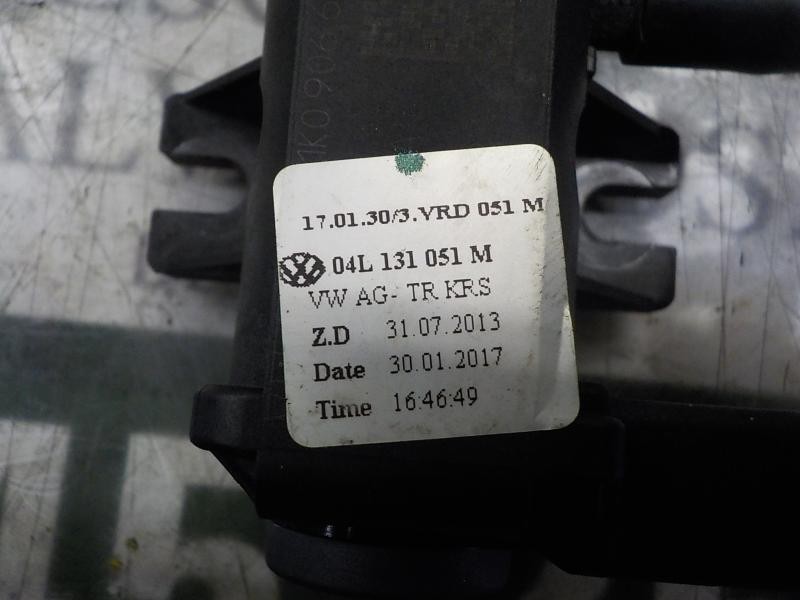 17.01.30/3.VRD 051 M
04L 131 051 M
VW AG- TR KRS
Z.D 31.07.2013
Date 30.01.2017
Time 16:46:49